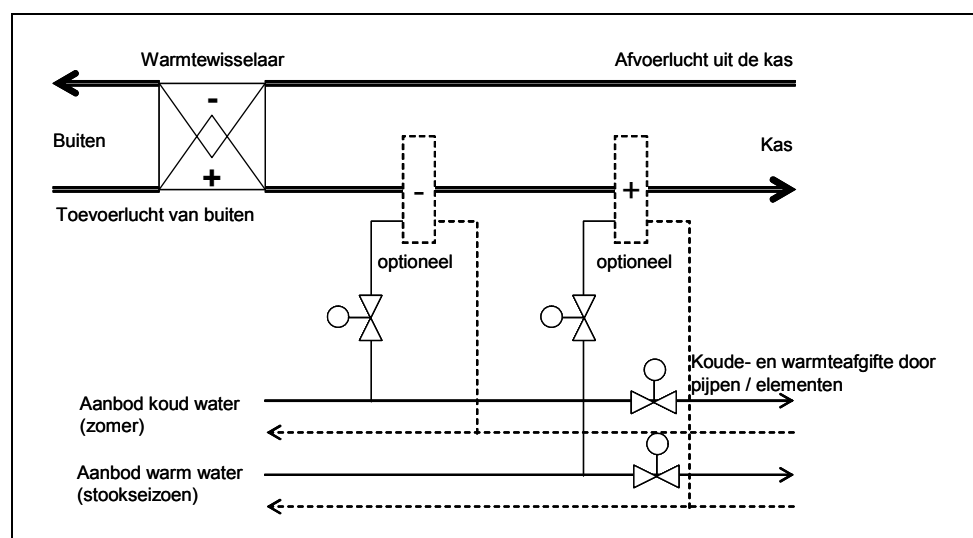 Warmtewisselaar
Afvoerlucht uit de kas
-
Buiten
Kas
+
-
+
Toevoerlucht van buiten
optioneel
optioneel
Koude- en warmteafgifte door
pijpen / elementen
Aanbod koud water
(zomer)
Aanbod warm water
(stookseizoen)